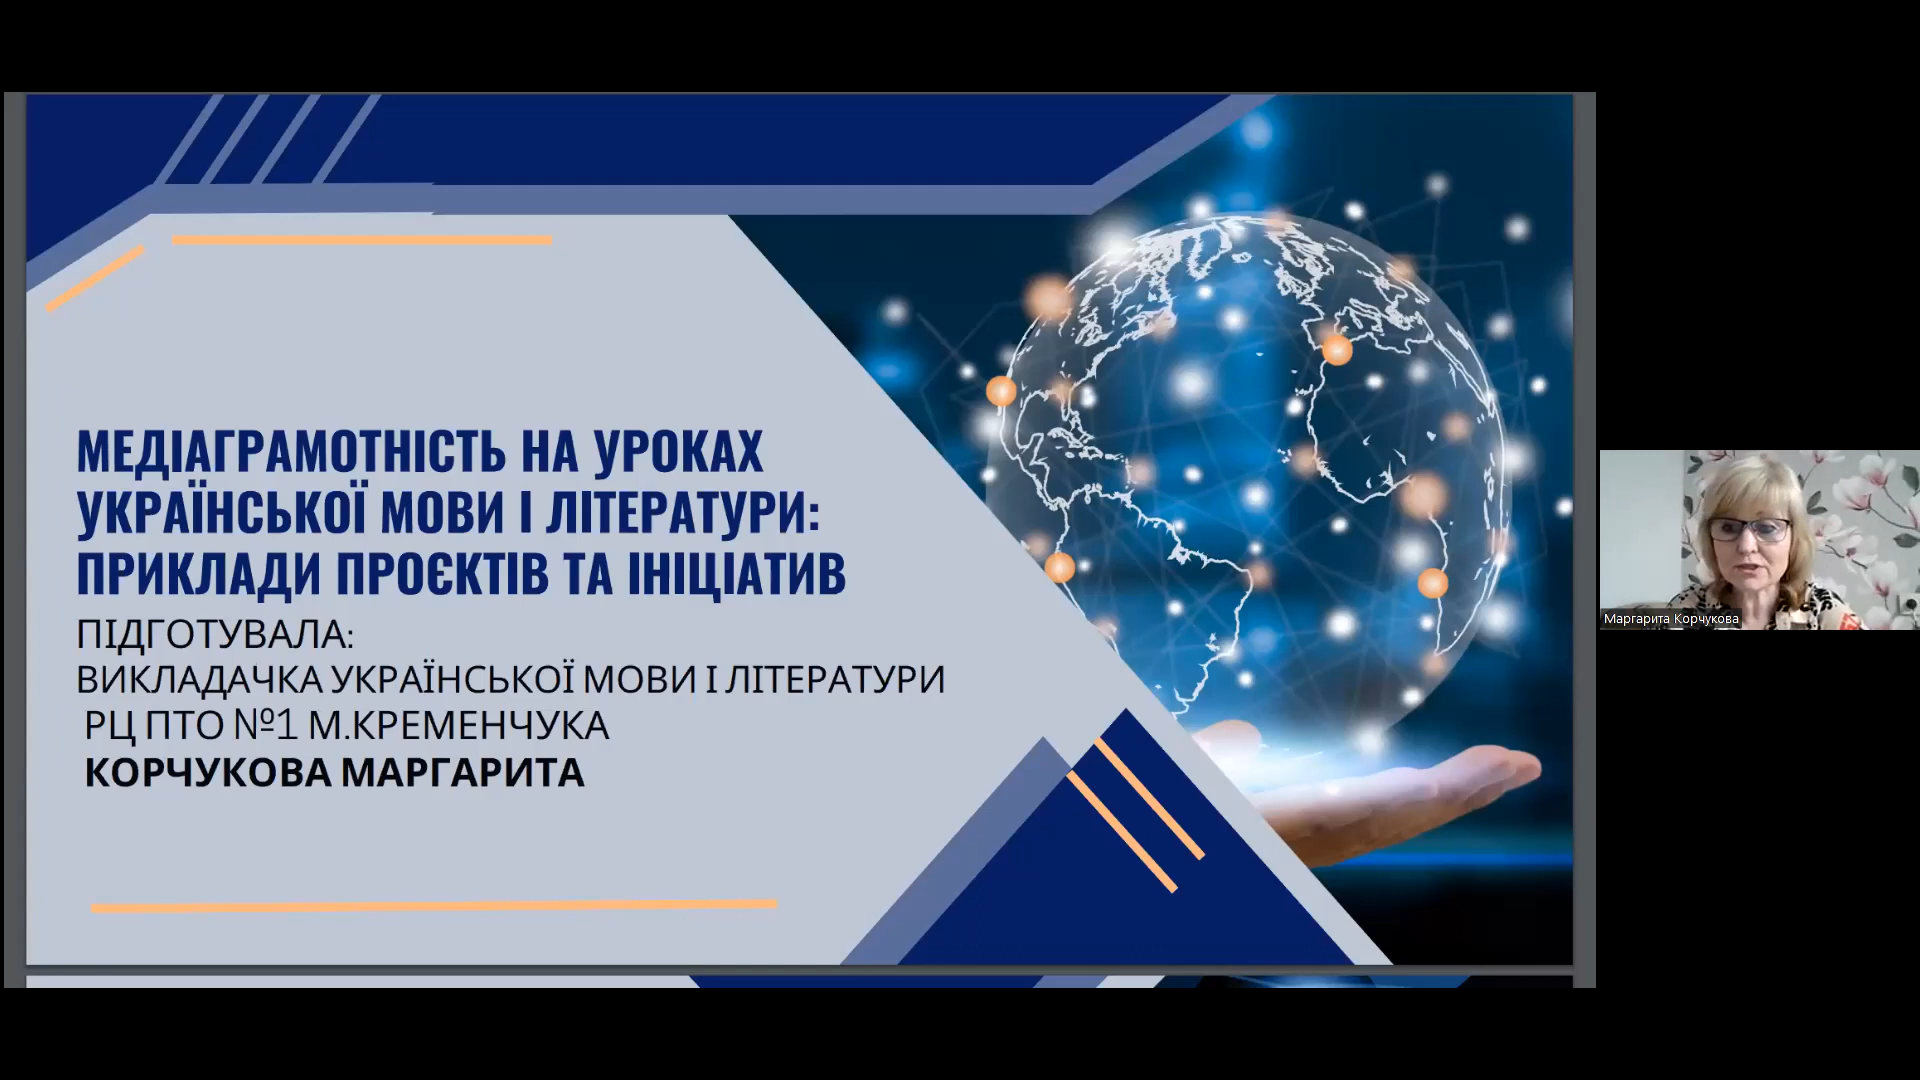 МЕДІАГРАМОТНІСТЬ НА УРОКАХ
УКРАЇНСЬКОЇ МОВИ І ЛІТЕРАТУРИ:
ПРИКЛАДИ ПРОЄКТІВ ТА ІНІЦІАТИВ
ПІДГОТУВАЛА:
ВИКЛАДАЧКА УКРАЇНСЬКОЇ МОВИ І ЛІТЕРАТУРИ
РЦ ПТО №1 М.КРЕМЕНЧУКА
КОРЧУКОВА МАРГАРИТА
Маргарита Корчукова